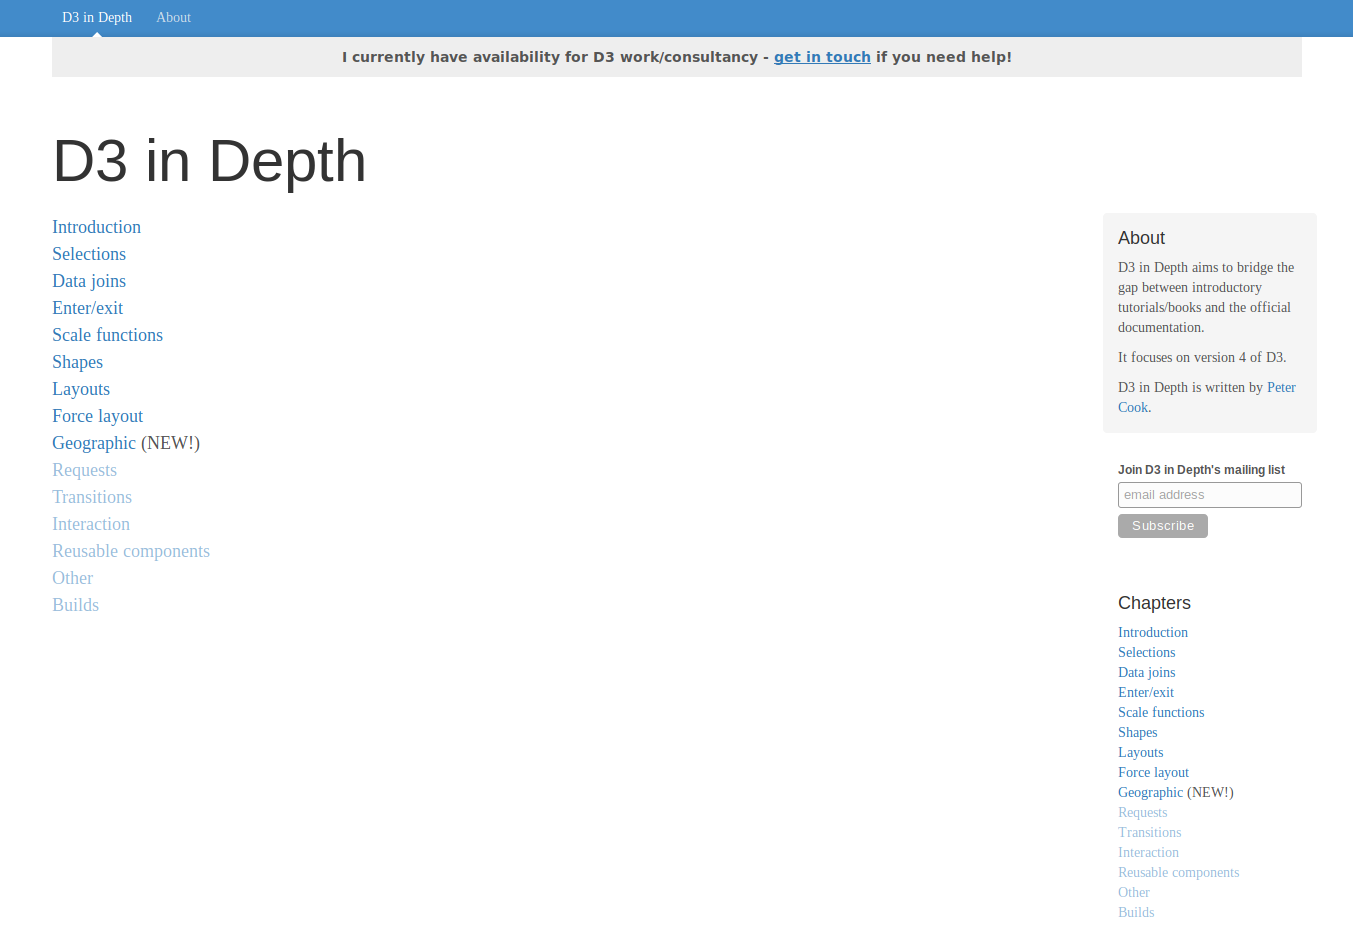 D3 in Depth About
I currently have availability for D3 work/consultancy - get in touch if you need help!
D3 in Depth
Introduction
Selections
Data joins
Enter/exit
Scale functions
Shapes
Layouts
Force layout
Geographic (NEW!)
Requests
Transitions
Interaction
Reusable components
Other
Builds
About
D3 in Depth aims to bridge the
gap between introductory
tutorials/books and the official
documentation.
It focuses on version 4 of D3.
D3 in Depth is written by Peter
Cook.
Join D3 in Depth's mailing list
email address
Subscribe
Chapters
Introduction
Selections
Data joins
Enter/exit
Scale functions
Shapes
Layouts
Force layout
Geographic (NEW!)
Requests
Transitions
Interaction
Reusable components
Other
Builds